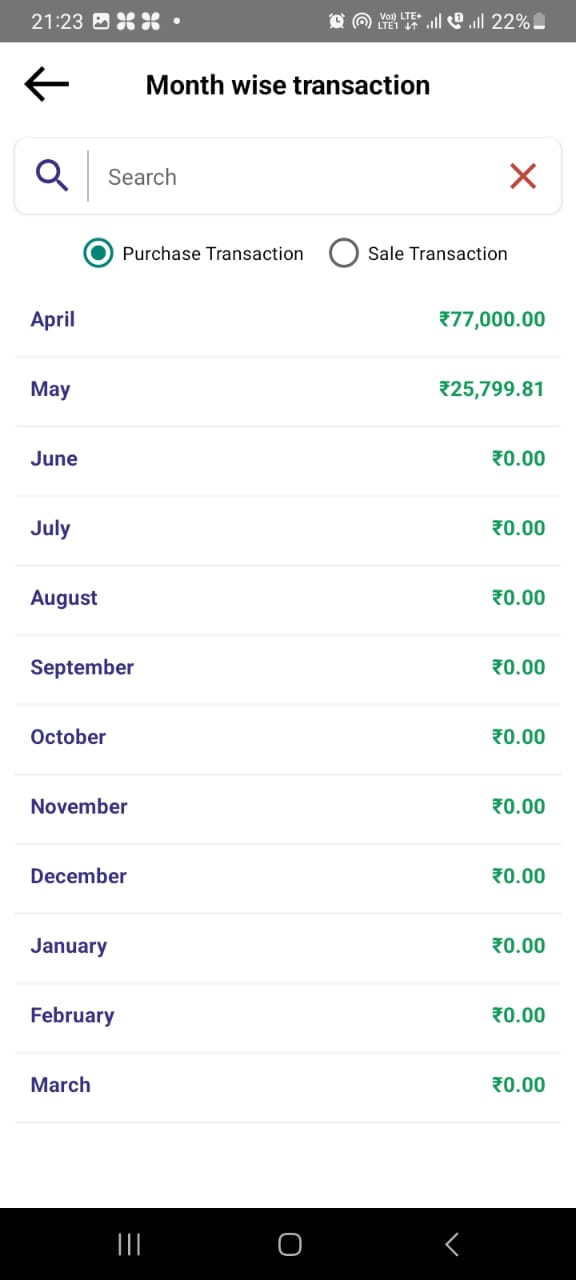 21:23 Vo)) LTE+ LTE1 22%
Month wise transaction
Search
Purchase Transaction Sale Transaction
April ₹77,000.00
May ₹25,799.81
June ₹0.00
July ₹0.00
August ₹0.00
September ₹0.00
October ₹0.00
November ₹0.00
December ₹0.00
January ₹0.00
February ₹0.00
March ₹0.00